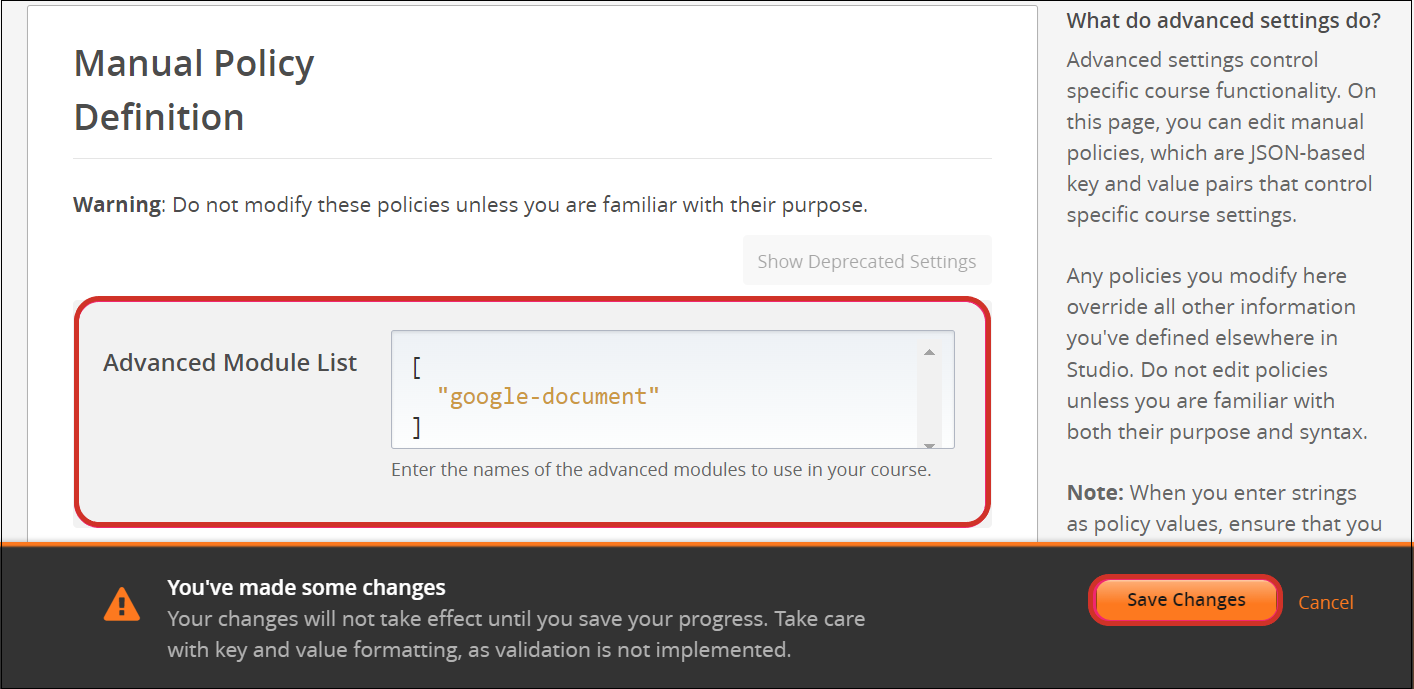 Manual Policy
Definition
Warning: Do not modify these policies unless you are familiar with their purpose.
Show Deprecated Settings
Advanced Module List
[
"google-document"
]
Enter the names of the advanced modules to use in your course.
What do advanced settings do?
Advanced settings control
specific course functionality. On
this page, you can edit manual
policies, which are JSON-based
key and value pairs that control
specific course settings.
Any policies you modify here
override all other information
you've defined elsewhere in
Studio. Do not edit policies
unless you are familiar with
both their purpose and syntax.
Note: When you enter strings
as policy values, ensure that you
You've made some changes
Your changes will not take effect until you save your progress. Take care
with key and value formatting, as validation is not implemented.
Save Changes
Cancel